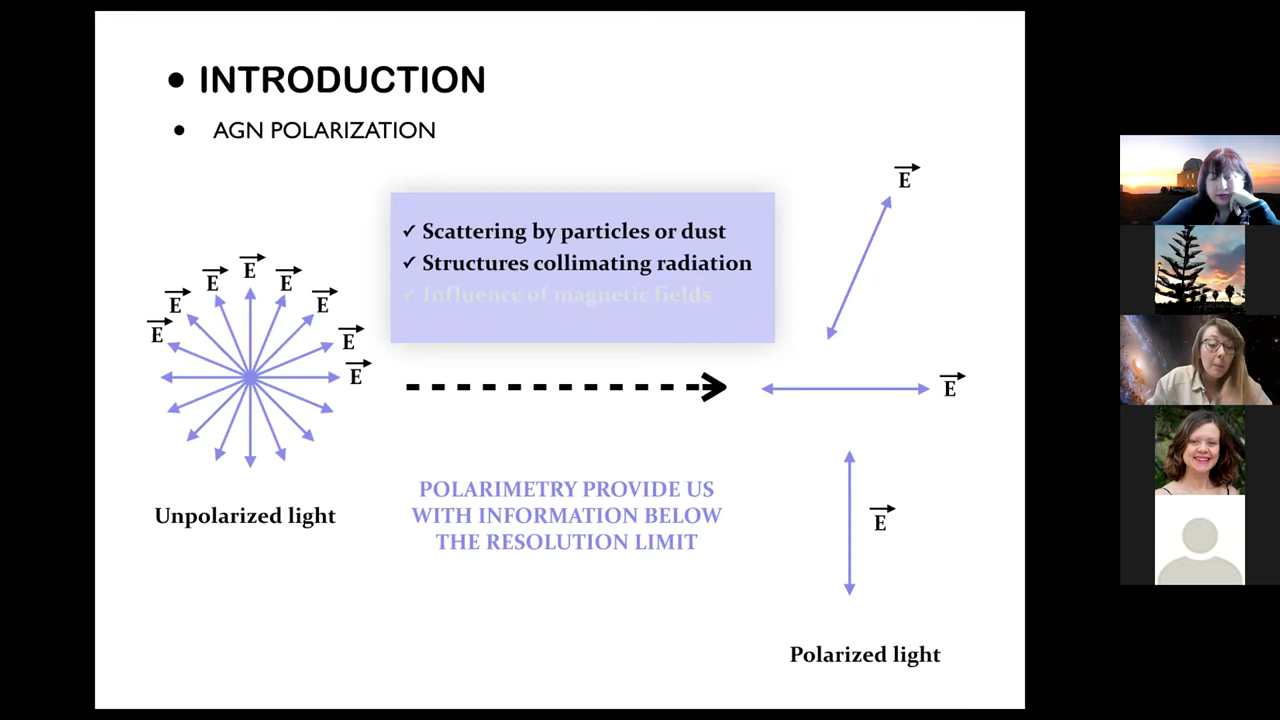 • INTRODUCTION
• AGN POLARIZATION
✓ Scattering by particles or dust
✓ Structures collimating radiation
✓ Influence of magnetic fields
E
E
E
E
E
E
E
E
E
E
E
POLARIMETRY PROVIDE US
WITH INFORMATION BELOW
THE RESOLUTION LIMIT
Unpolarized light
Polarized light